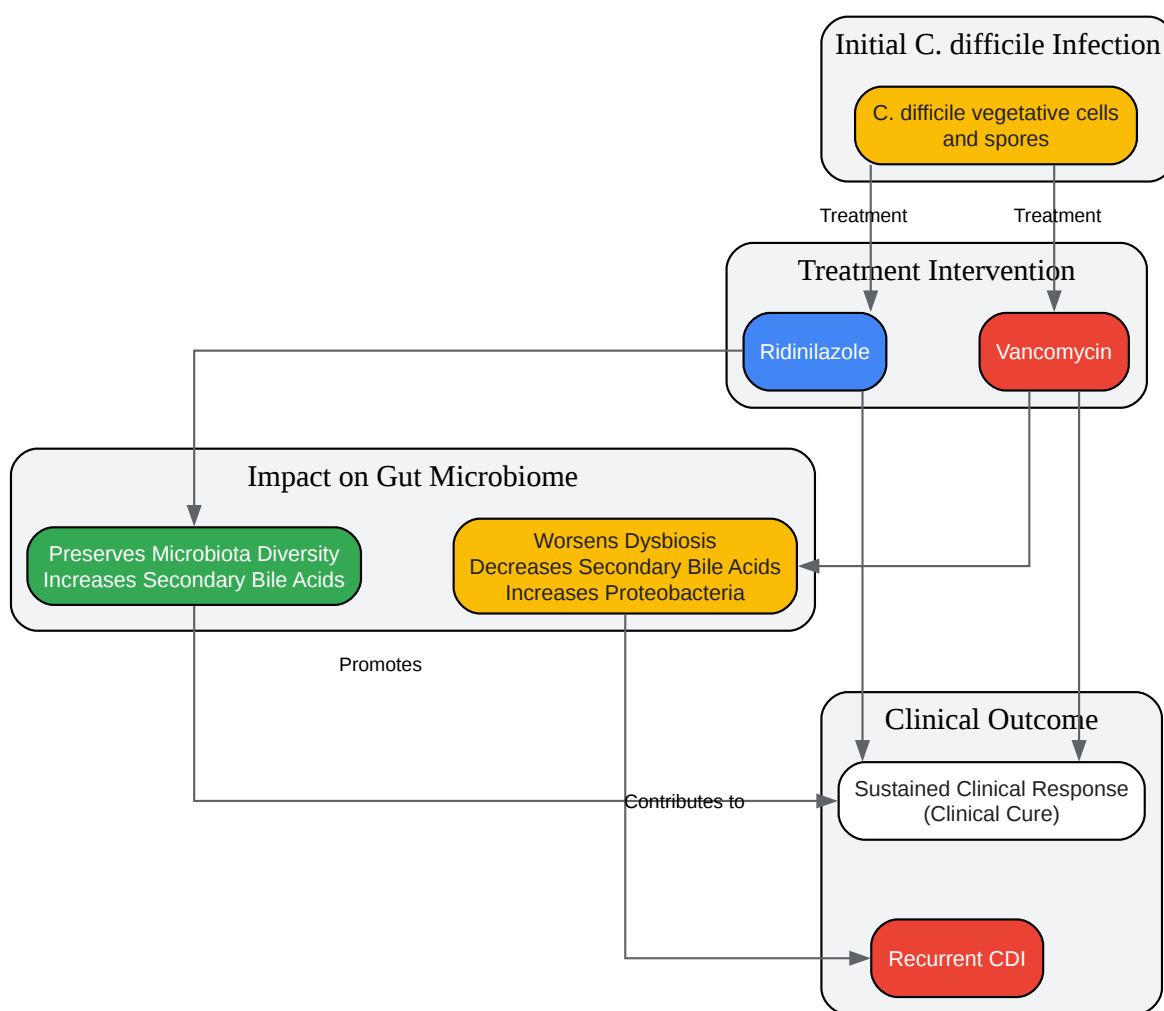 Initial C. difficile Infection
C. difficile vegetative cells
and spores
Treatment
Treatment
Treatment Intervention
Ridinilazole
Vancomycin
Impact on Gut Microbiome
Preserves Microbiota Diversity
Increases Secondary Bile Acids
Worsens Dysbiosis
Decreases Secondary Bile Acids
Increases Proteobacteria
Promotes
Clinical Outcome
Sustained Clinical Response
(Clinical Cure)
Contributes to
Recurrent CDI